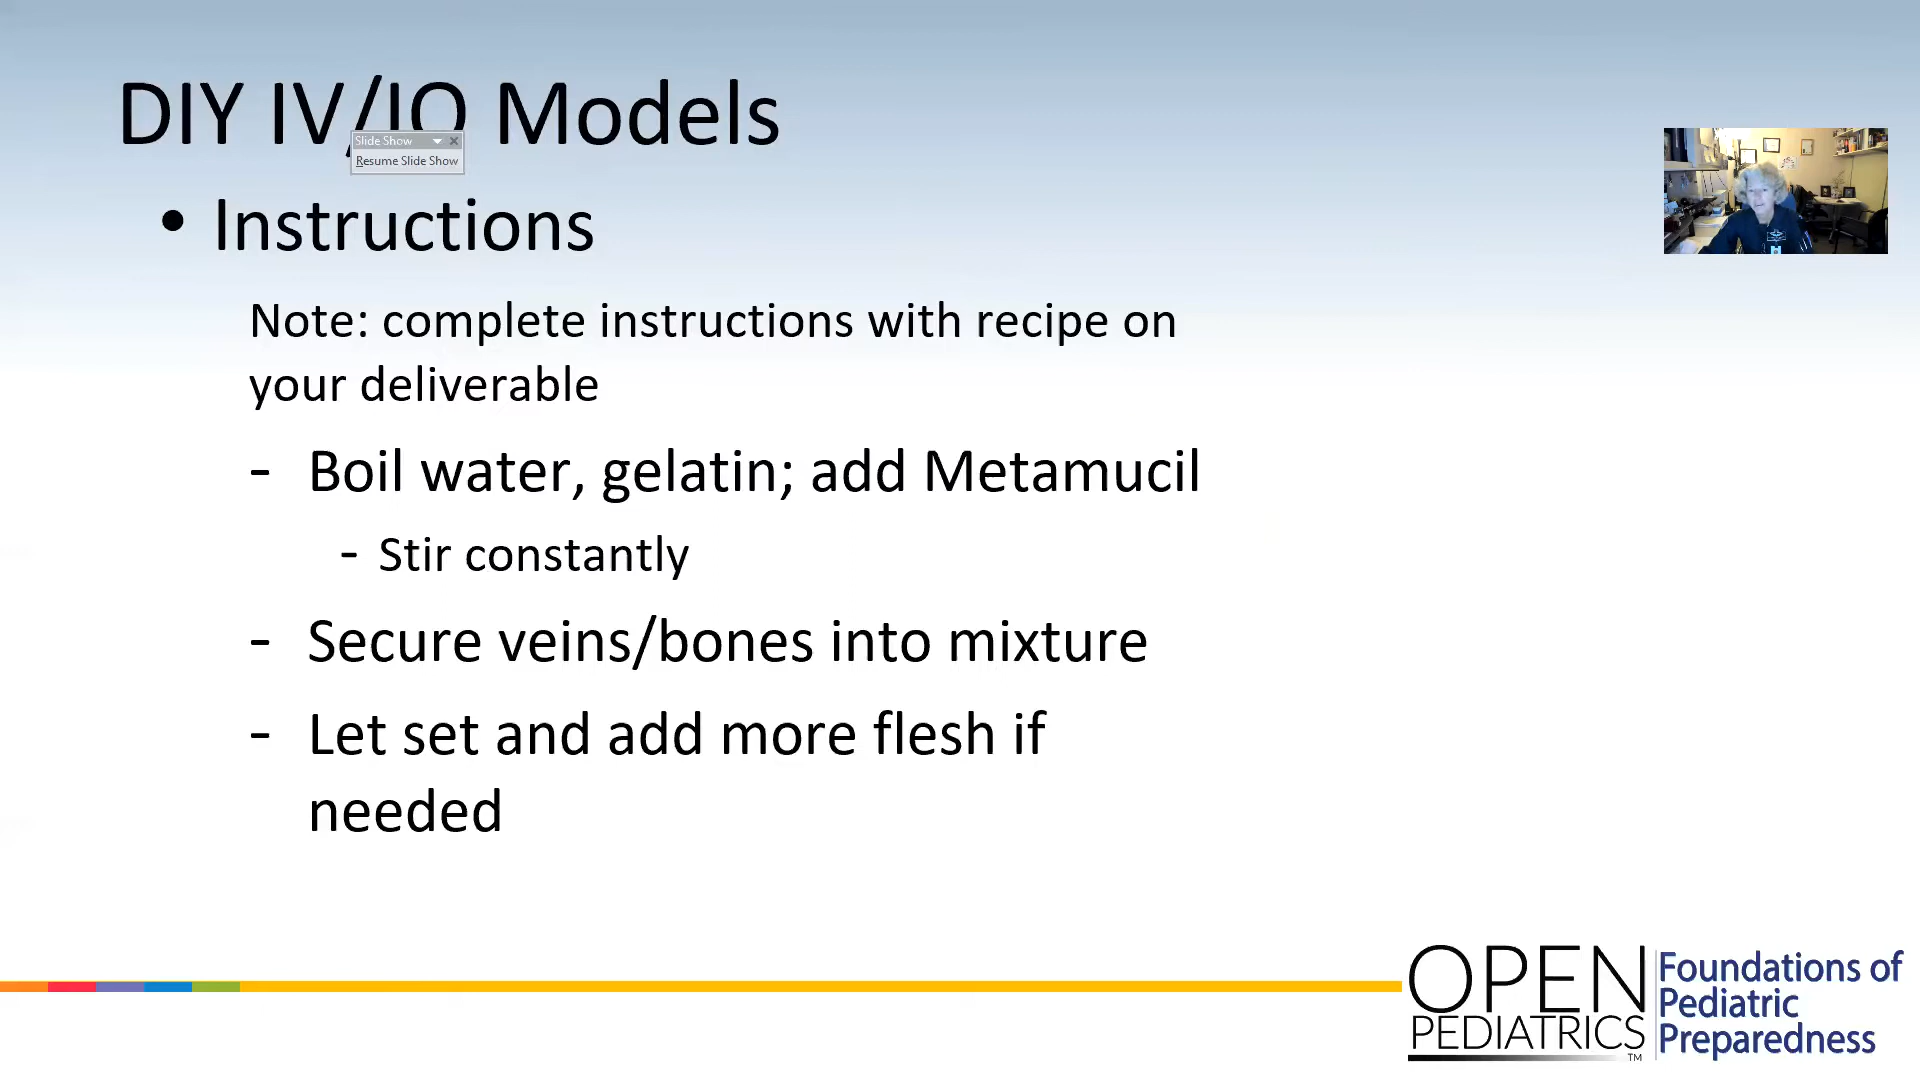 DIY IV/IO Models
Slide Show
Resume Slide Show
• Instructions
Note: complete instructions with recipe on
your deliverable
- Boil water, gelatin; add Metamucil
- Stir constantly
- Secure veins/bones into mixture
- Let set and add more flesh if
needed
OPEN
PEDIATRICS
TM
Foundations of
Pediatric
Preparedness